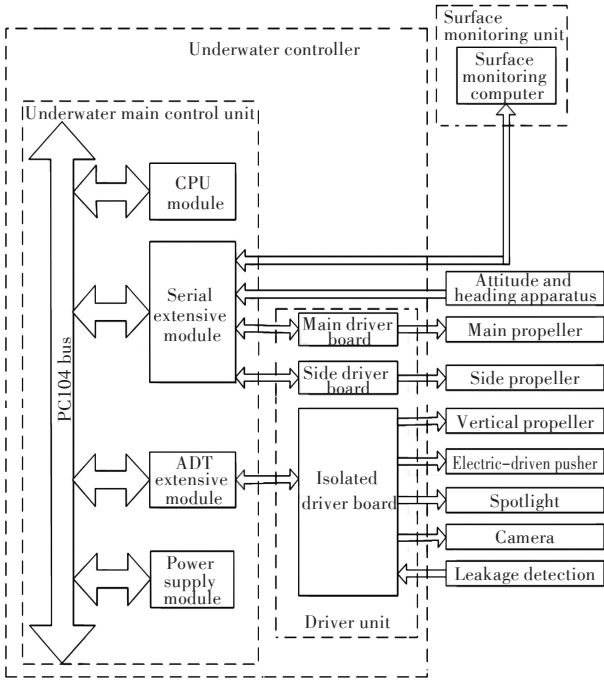 Surface
monitoring unit
Surface
monitoring
computer
Underwater controller
Underwater main control unit
PC104 bus
CPU
module
Serial
extensive
module
ADT
extensive
module
Power
supply
module
Main driver
board
Side driver
board
Isolated
driver board
Driver unit
Attitude and
heading apparatus
Main propeller
Side propeller
Vertical propeller
Electric-driven pusher
Spotlight
Camera
Leakage detection